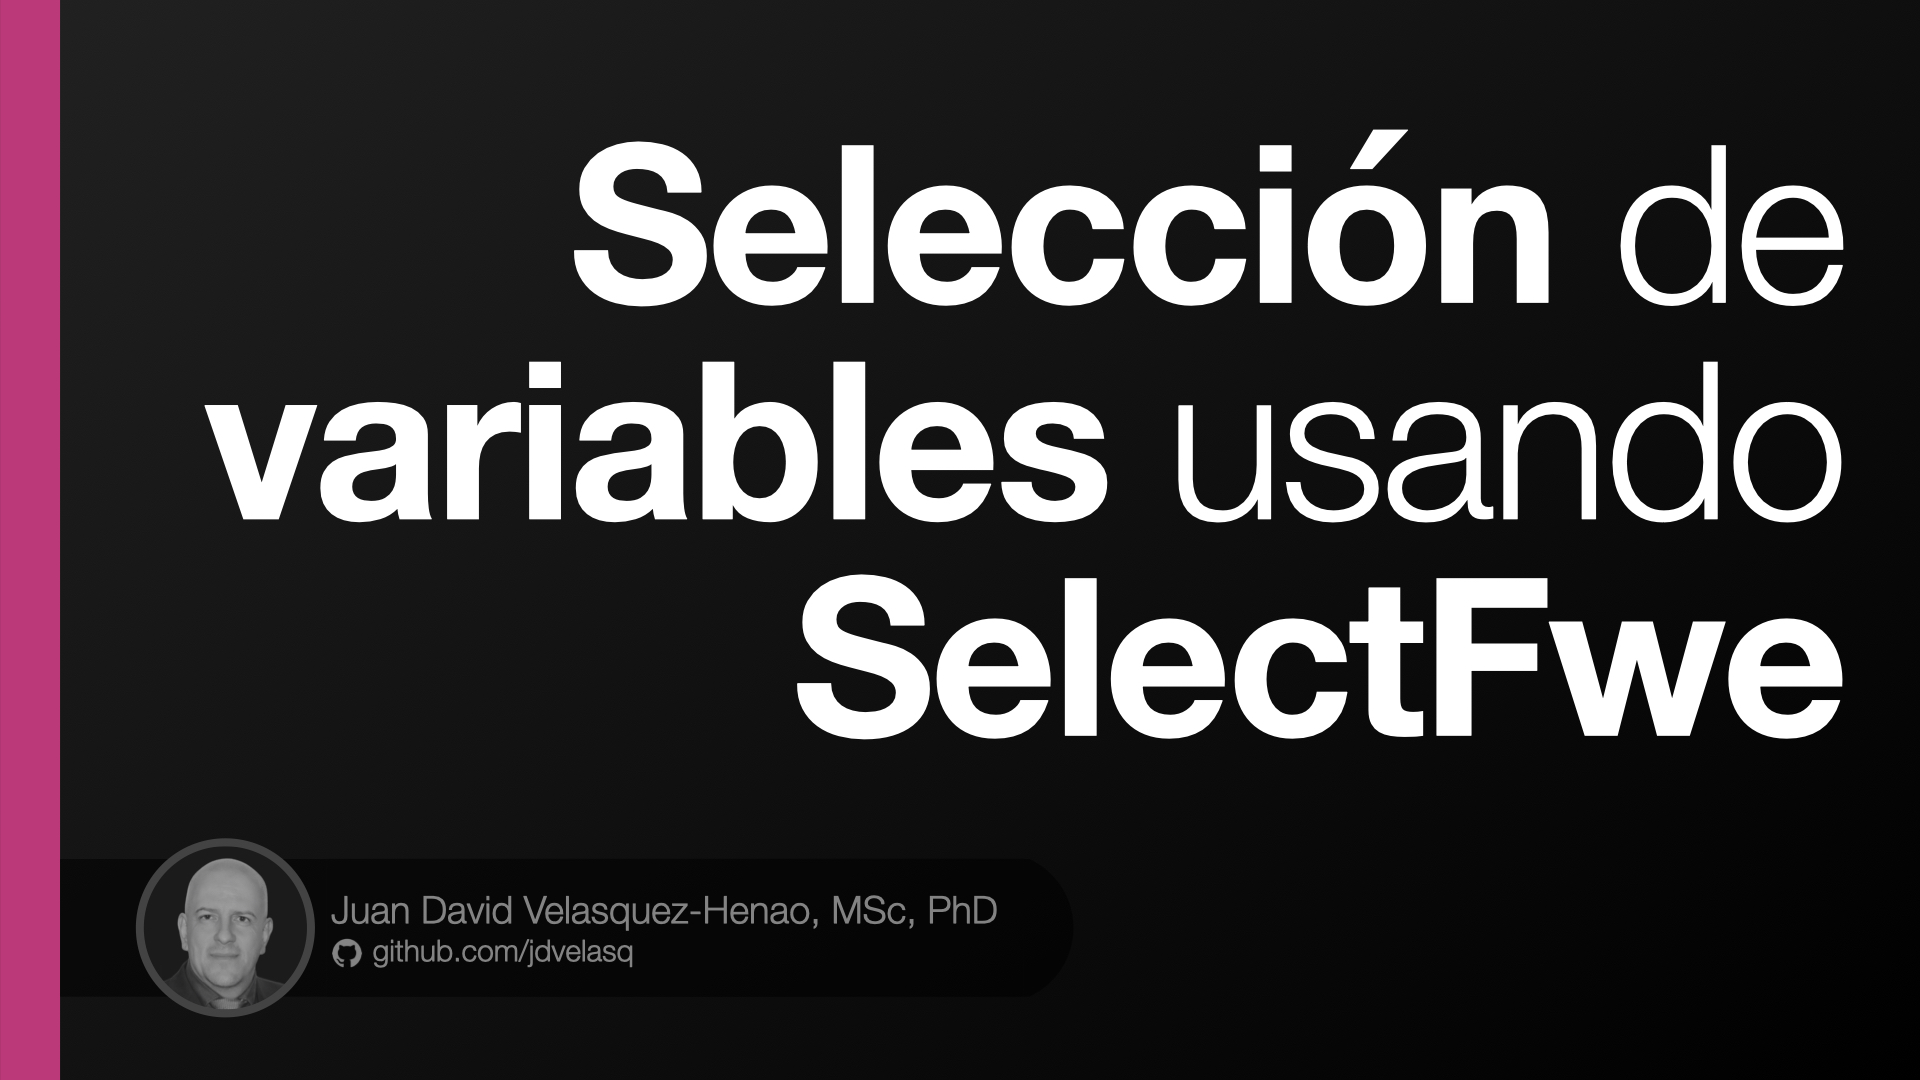 Selección de
variables usando
SelectFwe
Juan David Velasquez-Henao, MSc, PhD
github.com/jdvelasq